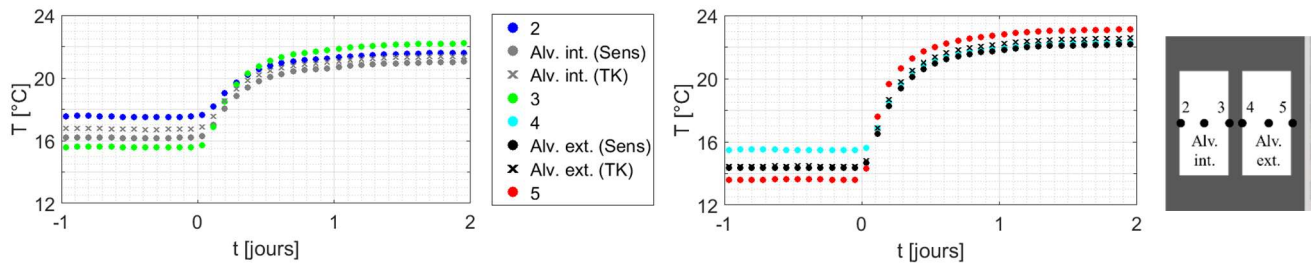 24
20
16
12
T [°C]
-1 0 1 2
t [jours]
2
Alv. int. (Sens)
Alv. int. (TK)
3
4
Alv. ext. (Sens)
Alv. ext. (TK)
5
24
20
16
12
T [°C]
-1 0 1 2
t [jours]
2 3 4 5
Alv. Alv.
int. ext.